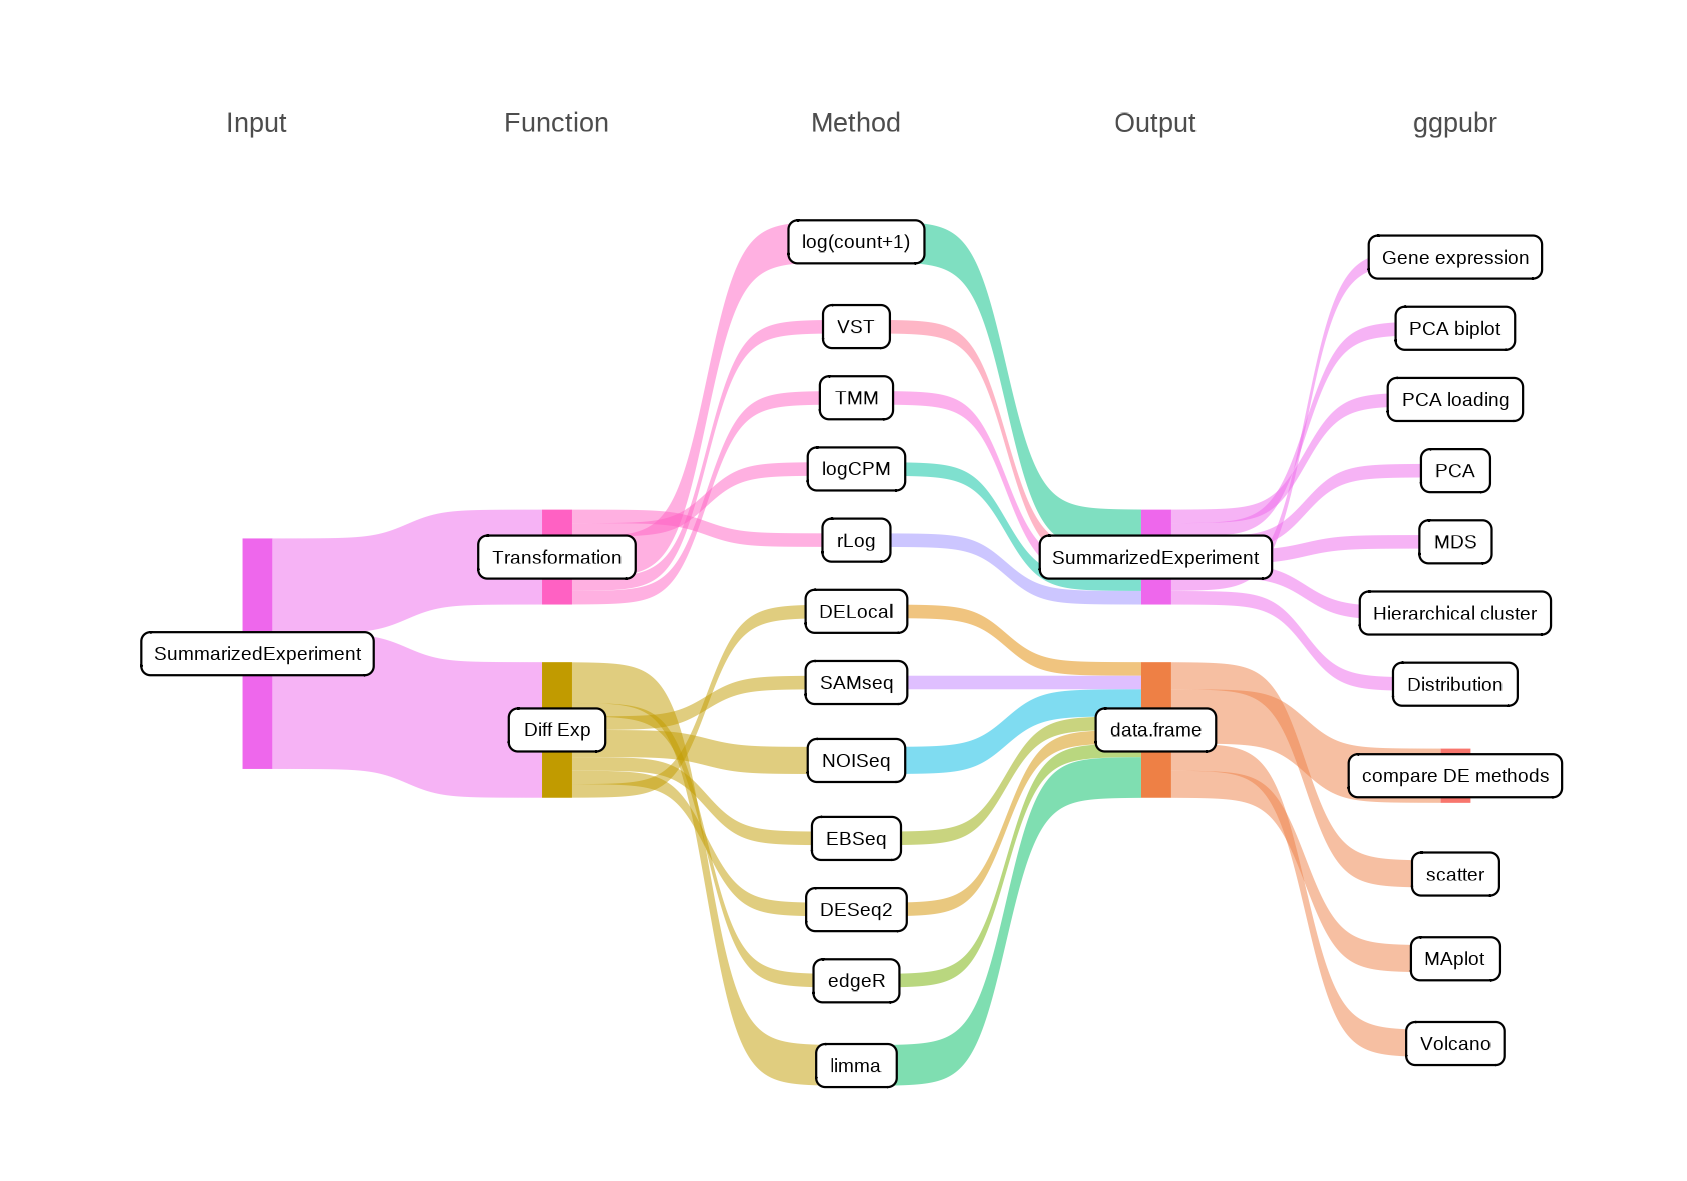 Input
Function
Method
Output
ggpubr
SummarizedExperiment
Transformation
Diff Exp
log(count+1)
VST
TMM
logCPM
rLog
DELocal
SAMseq
NOISeq
EBSeq
DESeq2
edgeR
limma
SummarizedExperiment
data.frame
Gene expression
PCA biplot
PCA loading
PCA
MDS
Hierarchical cluster
Distribution
compare DE methods
scatter
MAplot
Volcano